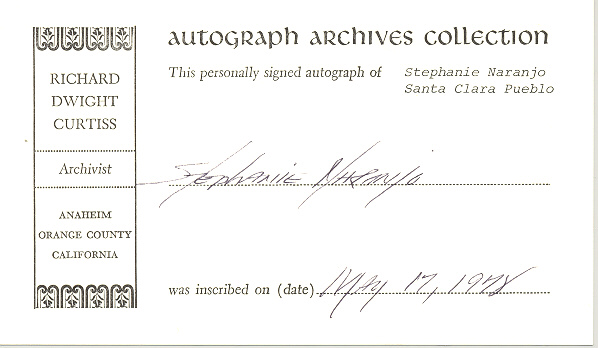 RICHARD
DWIGHT
CURTISS
Archivist
ANAHEIM
ORANGE COUNTY
CALIFORNIA
autograph archives collection
This personally signed autograph of Stephanie Naranjo
Santa Clara Pueblo
Stephanie Naranjo
was inscribed on (date) May 17, 1978